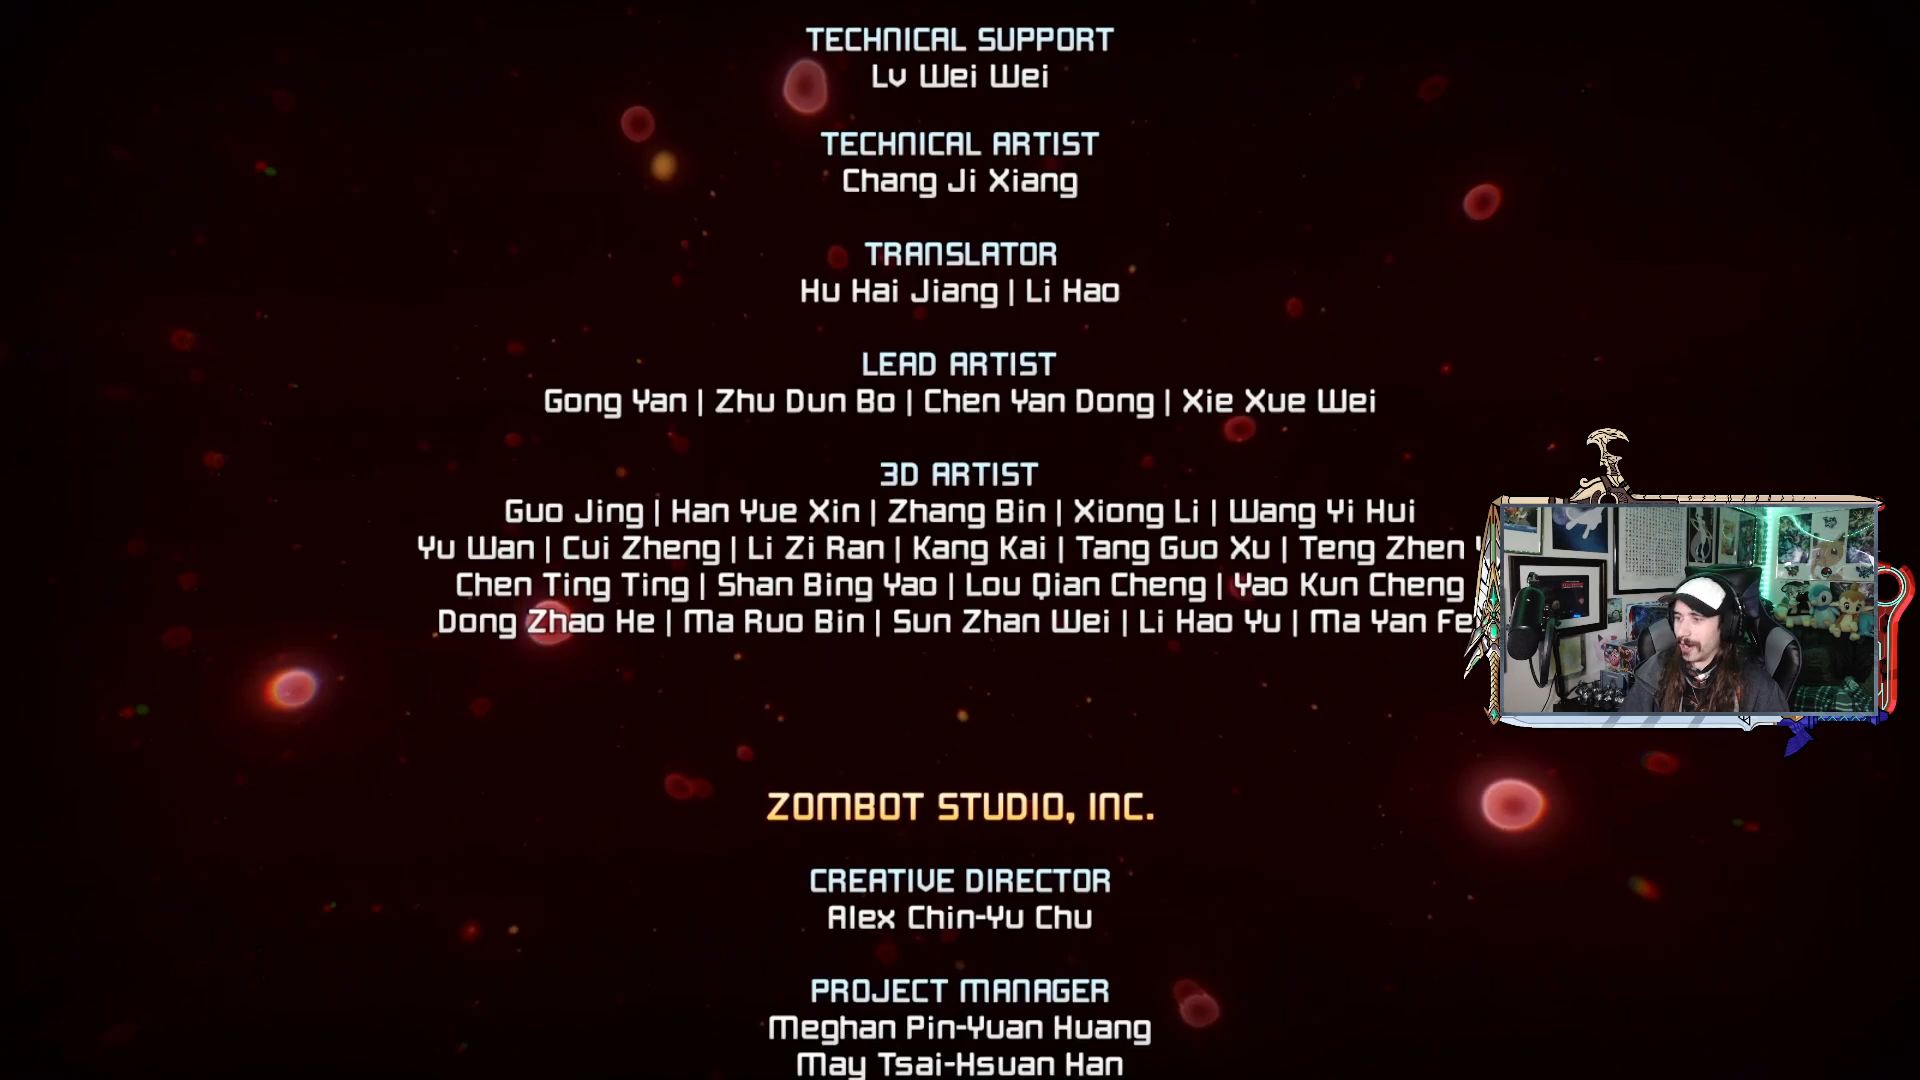 TECHNICAL SUPPORT
Lv Wei Wei
TECHNICAL ARTIST
Chang Ji Xiang
TRANSLATOR
Hu Hai Jiang | Li Hao
LEAD ARTIST
Gong Yan | Zhu Dun Bo | Chen Yan Dong | Xie Xue Wei
3D ARTIST
Guo Jing | Han Yue Xin | Zhang Bin | Xiong Li | Wang Yi Hui
Yu Wan | Cui Zheng | Li Zi Ran | Kang Kai | Tang Guo Xu | Teng Zhen
Chen Ting Ting | Shan Bing Yao | Lou Qian Cheng | Yao Kun Cheng
Dong Zhao He | Ma Ruo Bin | Sun Zhan Wei | Li Hao Yu | Ma Yan
ZOMBOT STUDIO, INC.
CREATIVE DIRECTOR
Alex Chin-Yu Chu
PROJECT MANAGER
Meghan Pin-Yuan Huang
May Tsai-Hsuan Han